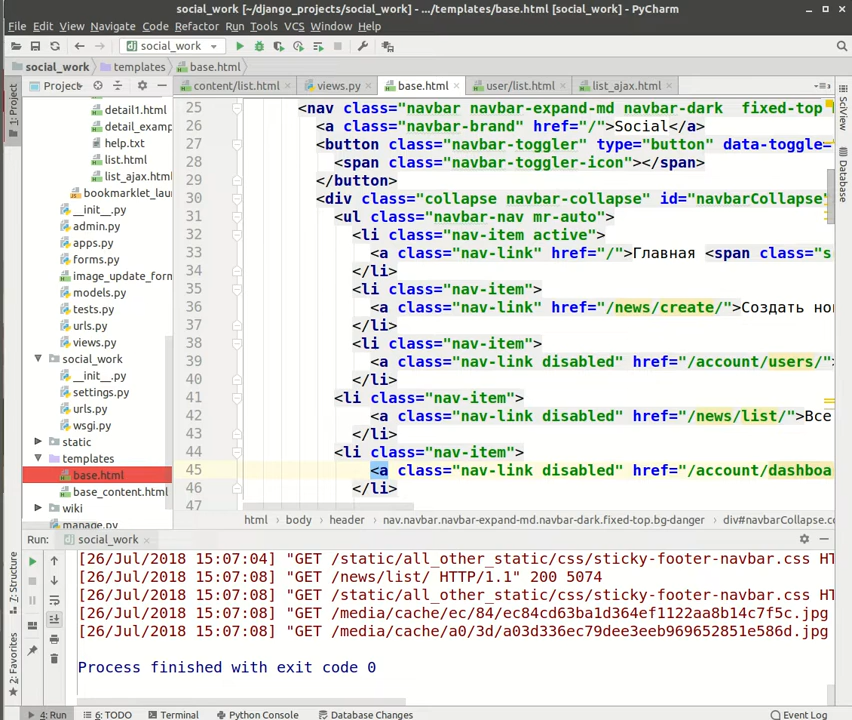 social_work [~/django_projects/social_work] - .../templates/base.html [social_work] - PyCharm
File Edit View Navigate Code Refactor Run Tools VCS Window Help
social_work
social_work templates base.html
Project content/list.html views.py base.html user/list.html list_ajax.html
1: Project
SciView
Database
detail1.html
detail_examp
help.txt
list.html
list_ajax.html
bookmarklet_lau
__init__.py
admin.py
apps.py
forms.py
image_update_form
models.py
tests.py
urls.py
views.py
social_work
__init__.py
settings.py
urls.py
wsgi.py
static
templates
base.html
base_content.html
wiki
manage.py
25 <nav class="navbar navbar-expand-md navbar-dark  fixed-top
26 <a class="navbar-brand" href="/">Social</a>
27 <button class="navbar-toggler" type="button" data-toggle=
28 <span class="navbar-toggler-icon"></span>
29 </button>
30 <div class="collapse navbar-collapse" id="navbarCollapse"
31 <ul class="navbar-nav mr-auto">
32 <li class="nav-item active">
33 <a class="nav-link" href="/">Главная <span class="s
34 </li>
35 <li class="nav-item">
36 <a class="nav-link" href="/news/create/">Создать но
37 </li>
38 <li class="nav-item">
39 <a class="nav-link disabled" href="/account/users/">
40 </li>
41 <li class="nav-item">
42 <a class="nav-link disabled" href="/news/list/">Все
43 </li>
44 <li class="nav-item">
45 <a class="nav-link disabled" href="/account/dashboa
46 </li>
47
html body header nav.navbar.navbar-expand-md.navbar-dark.fixed-top.bg-danger div#navbarCollapse.co
Run: social_work
7: Structure
2: Favorites
[26/Jul/2018 15:07:04] "GET /static/all_other_static/css/sticky-footer-navbar.css HT
[26/Jul/2018 15:07:08] "GET /news/list/ HTTP/1.1" 200 5074
[26/Jul/2018 15:07:08] "GET /static/all_other_static/css/sticky-footer-navbar.css HT
[26/Jul/2018 15:07:08] "GET /media/cache/ec/84/ec84cd63ba1d364ef1122aa8b14c7f5c.jpg
[26/Jul/2018 15:07:08] "GET /media/cache/a0/3d/a03d336ec79dee3eeb969652851e586d.jpg
Process finished with exit code 0
4: Run 6: TODO Terminal Python Console Database Changes Event Log